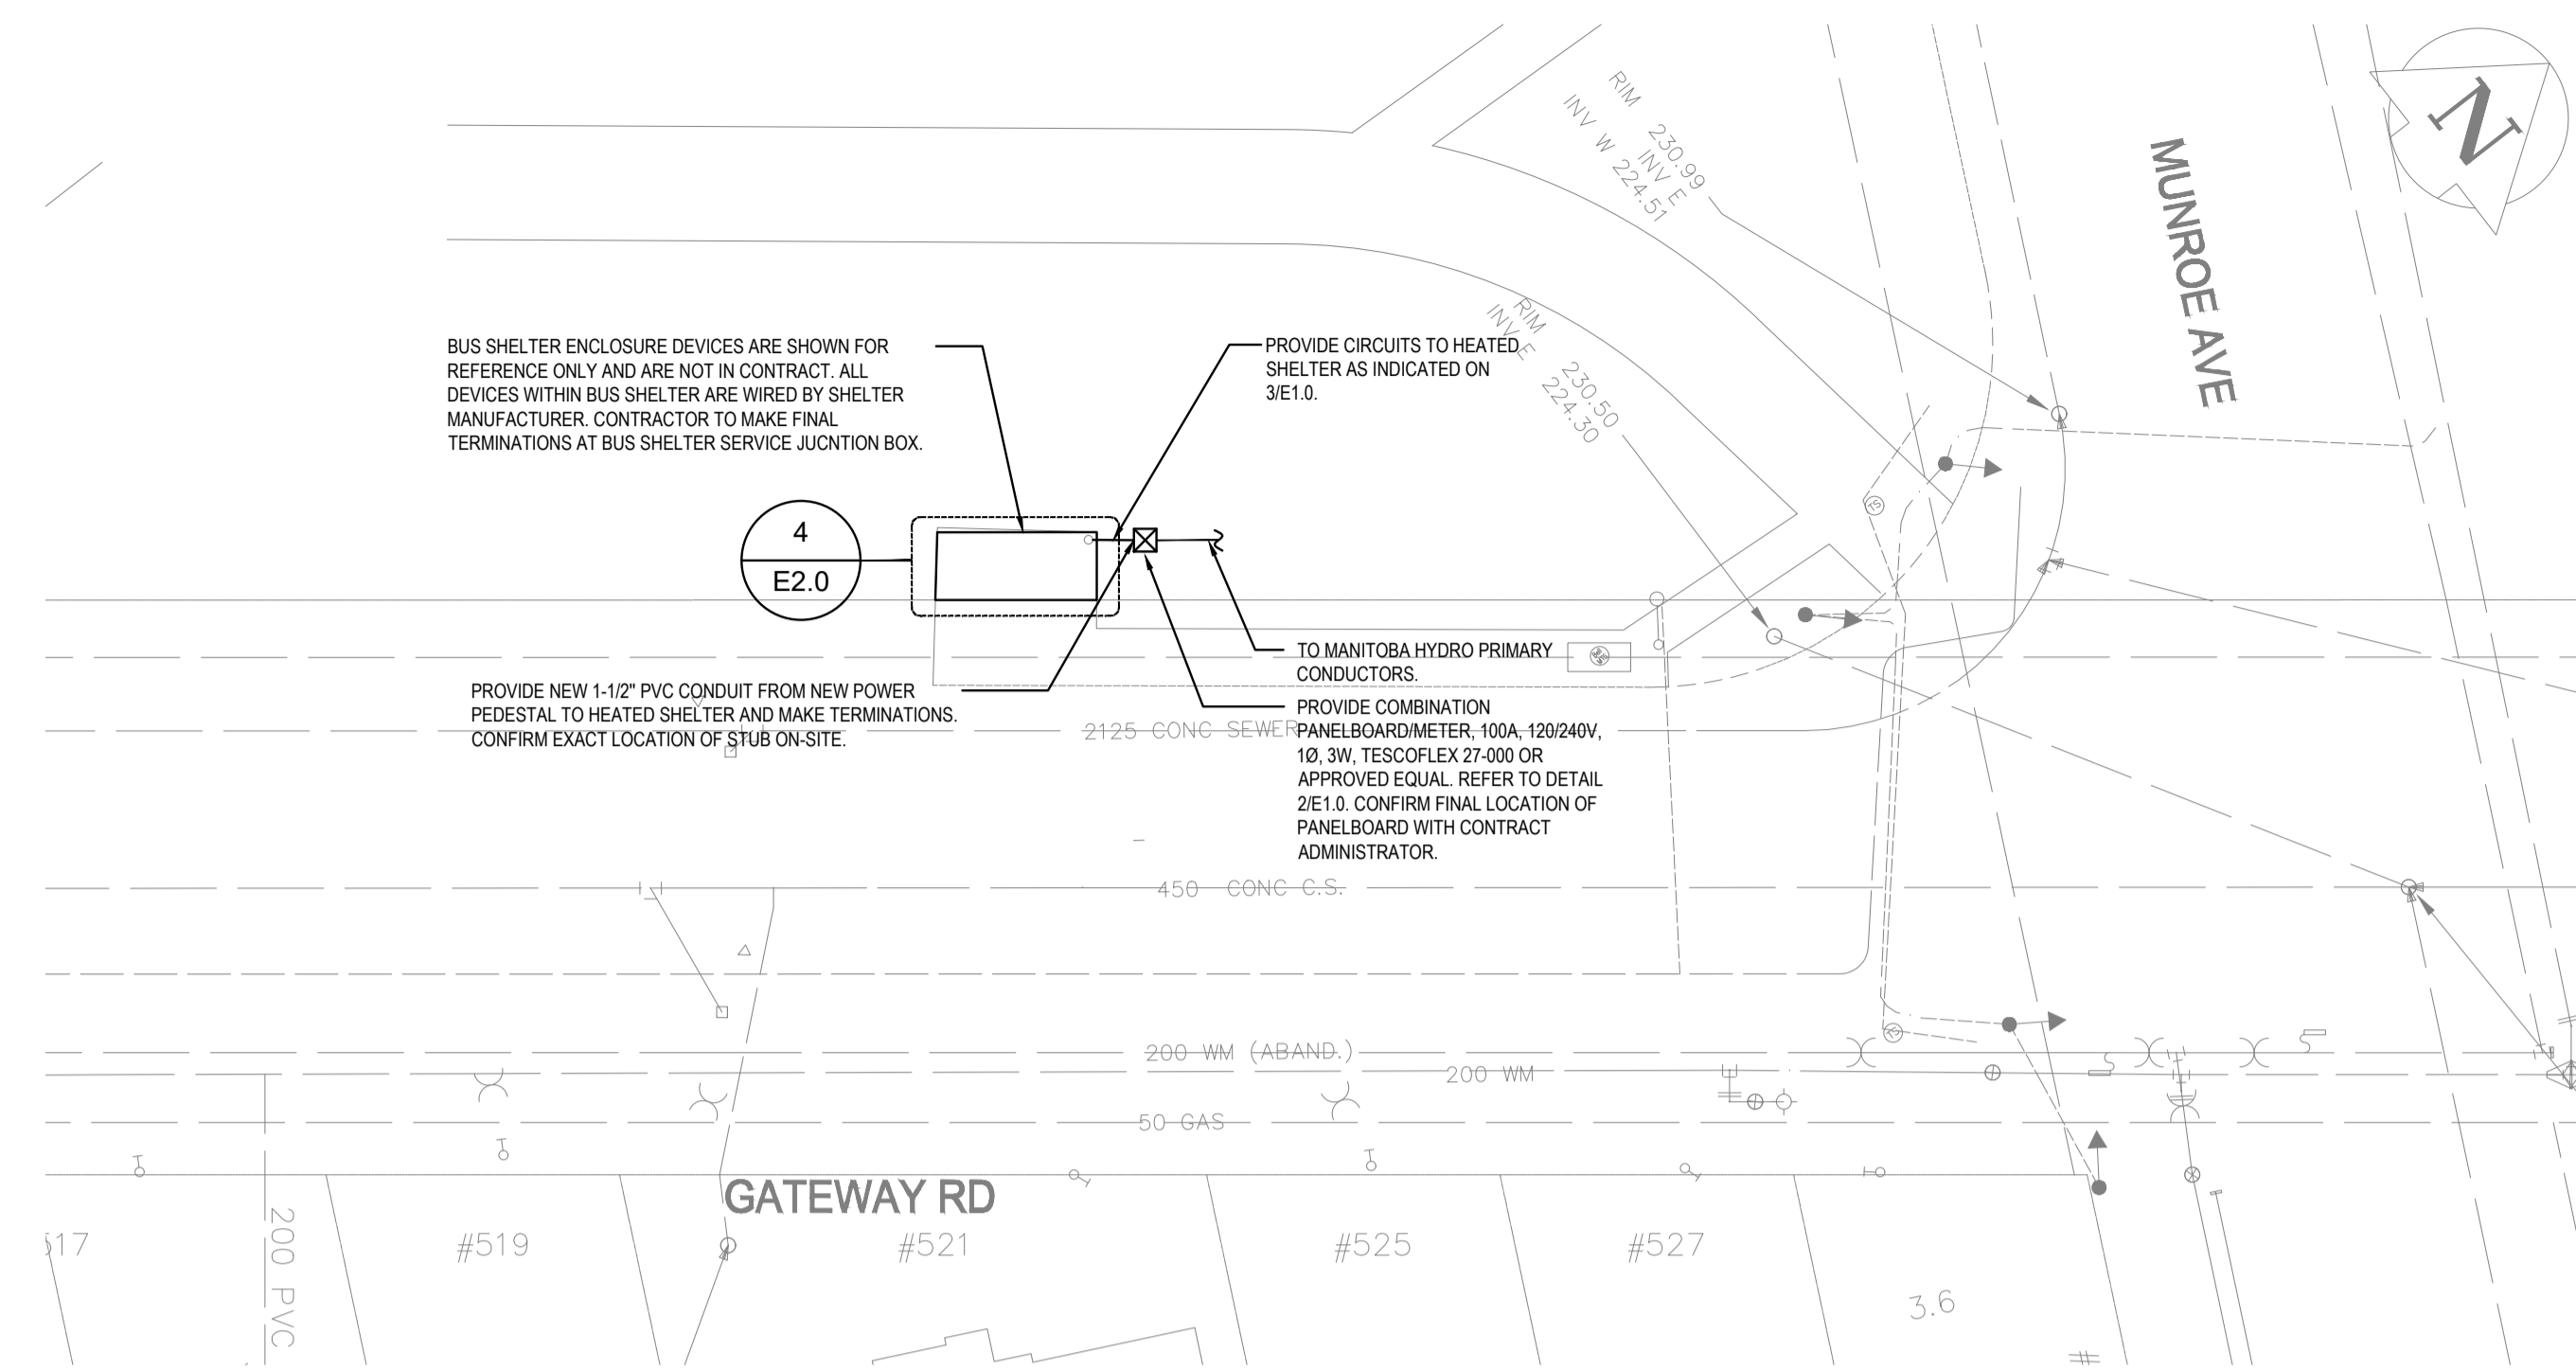 N
MUNROE AVE
RIM 230.99
INV E
INV W 224.51
RIM 230.50
INV E 224.30
BUS SHELTER ENCLOSURE DEVICES ARE SHOWN FOR
REFERENCE ONLY AND ARE NOT IN CONTRACT. ALL
DEVICES WITHIN BUS SHELTER ARE WIRED BY SHELTER
MANUFACTURER. CONTRACTOR TO MAKE FINAL
TERMINATIONS AT BUS SHELTER SERVICE JUCNTION BOX.
PROVIDE CIRCUITS TO HEATED
SHELTER AS INDICATED ON
3/E1.0.
4
E2.0
TS
TO MANITOBA HYDRO PRIMARY
CONDUCTORS.
PROVIDE NEW 1-1/2" PVC CONDUIT FROM NEW POWER
PEDESTAL TO HEATED SHELTER AND MAKE TERMINATIONS.
CONFIRM EXACT LOCATION OF STUB ON-SITE.
PROVIDE COMBINATION
PANELBOARD/METER, 100A, 120/240V,
1Ø, 3W, TESCOFLEX 27-000 OR
APPROVED EQUAL. REFER TO DETAIL
2/E1.0. CONFIRM FINAL LOCATION OF
PANELBOARD WITH CONTRACT
ADMINISTRATOR.
2125 CONC SEWER
450 CONC C.S.
TS
200 WM (ABAND.)
200 WM
50 GAS
GATEWAY RD
#519
#521
#525
#527
200 PVC
3.6